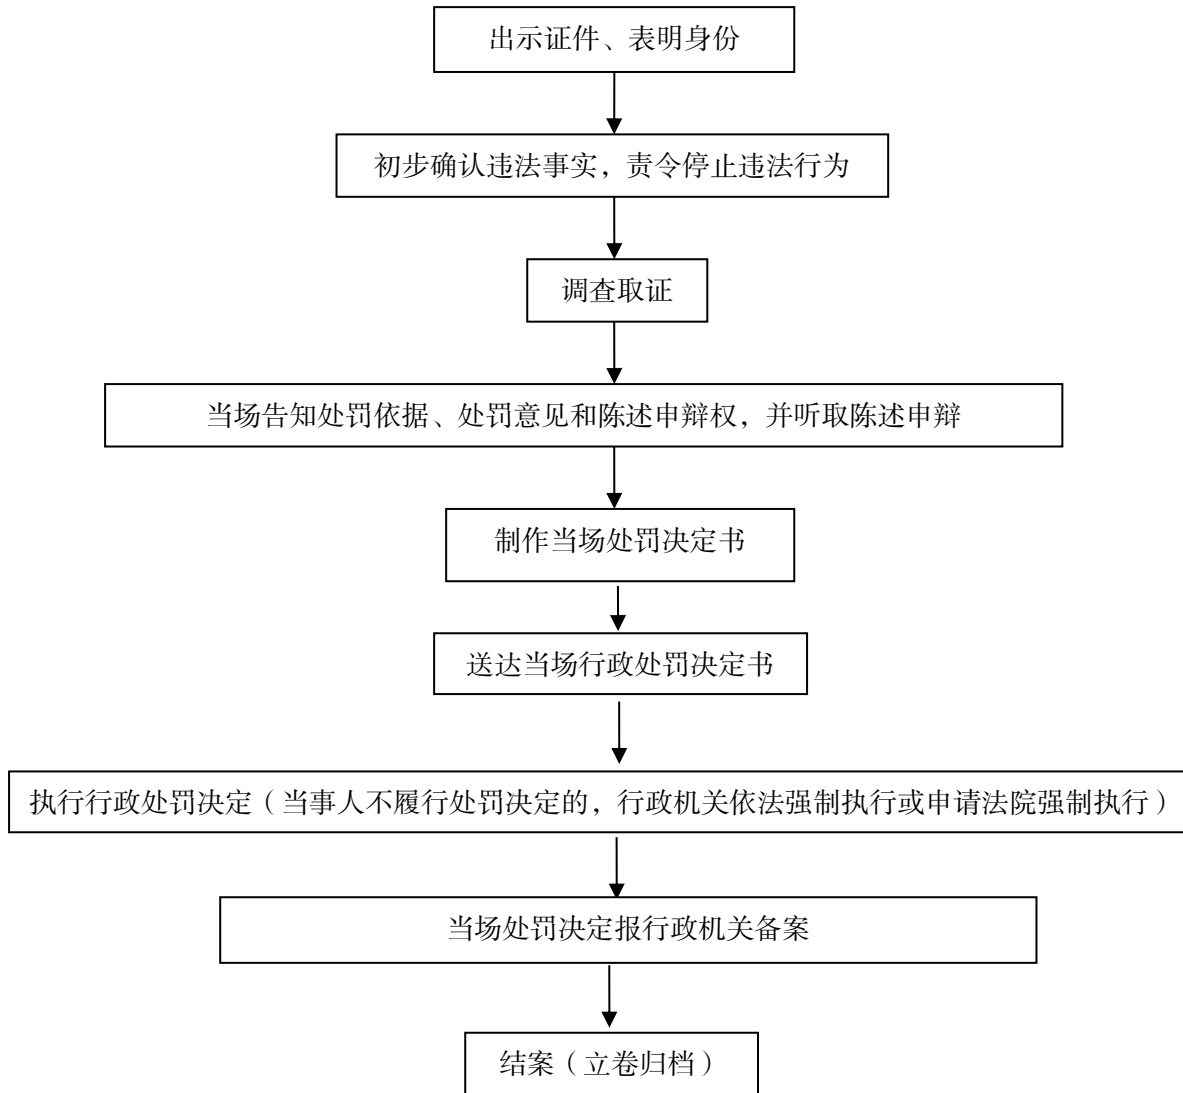 出示证件、表明身份
初步确认违法事实，责令停止违法行为
调查取证
当场告知处罚依据、处罚意见和陈述申辩权，并听取陈述申辩
制作当场处罚决定书
送达当场行政处罚决定书
执行行政处罚决定（当事人不履行处罚决定的，行政机关依法强制执行或申请法院强制执行）
当场处罚决定报行政机关备案
结案（立卷归档）